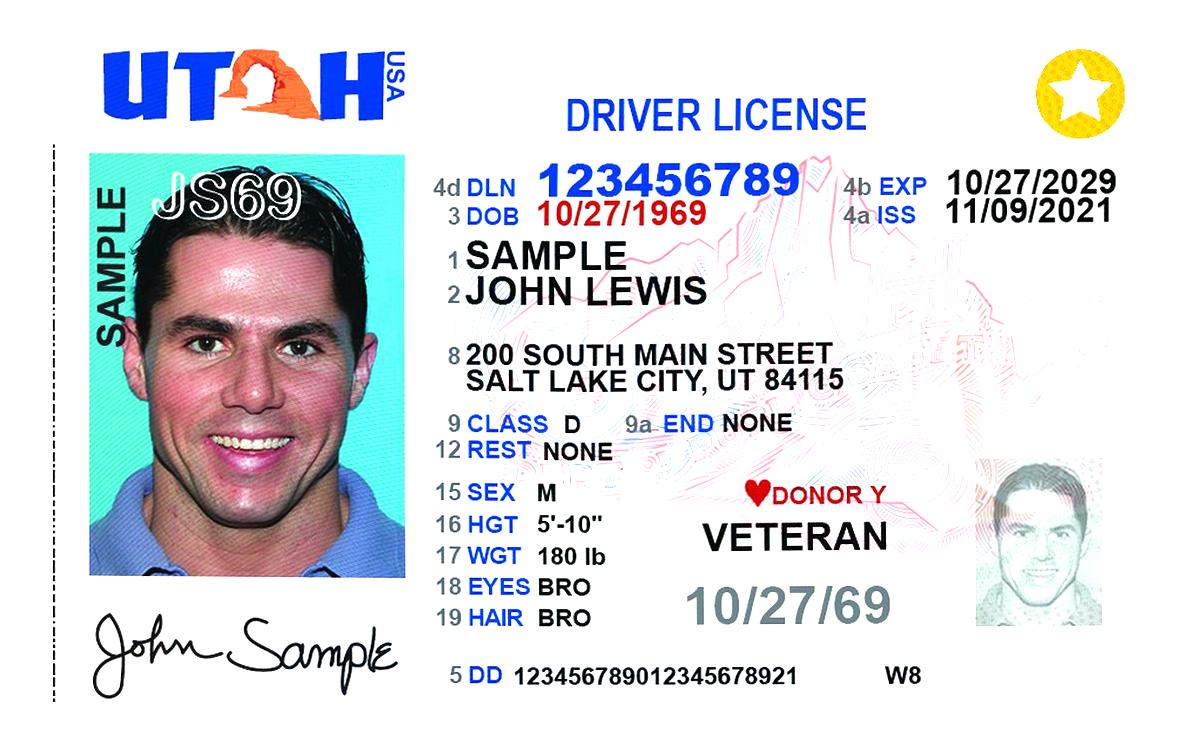 UTAH USA
DRIVER LICENSE
SAMPLE
JS69
4d DLN 123456789 4b EXP 10/27/2029
3 DOB 10/27/1969 4a ISS 11/09/2021
1 SAMPLE
2 JOHN LEWIS
8 200 SOUTH MAIN STREET
SALT LAKE CITY, UT 84115
9 CLASS D 9a END NONE
12 REST NONE
15 SEX M
DONOR Y
16 HGT 5'-10"
VETERAN
17 WGT 180 lb
18 EYES BRO
10/27/69
19 HAIR BRO
John Sample
5 DD 123456789012345678921 W8